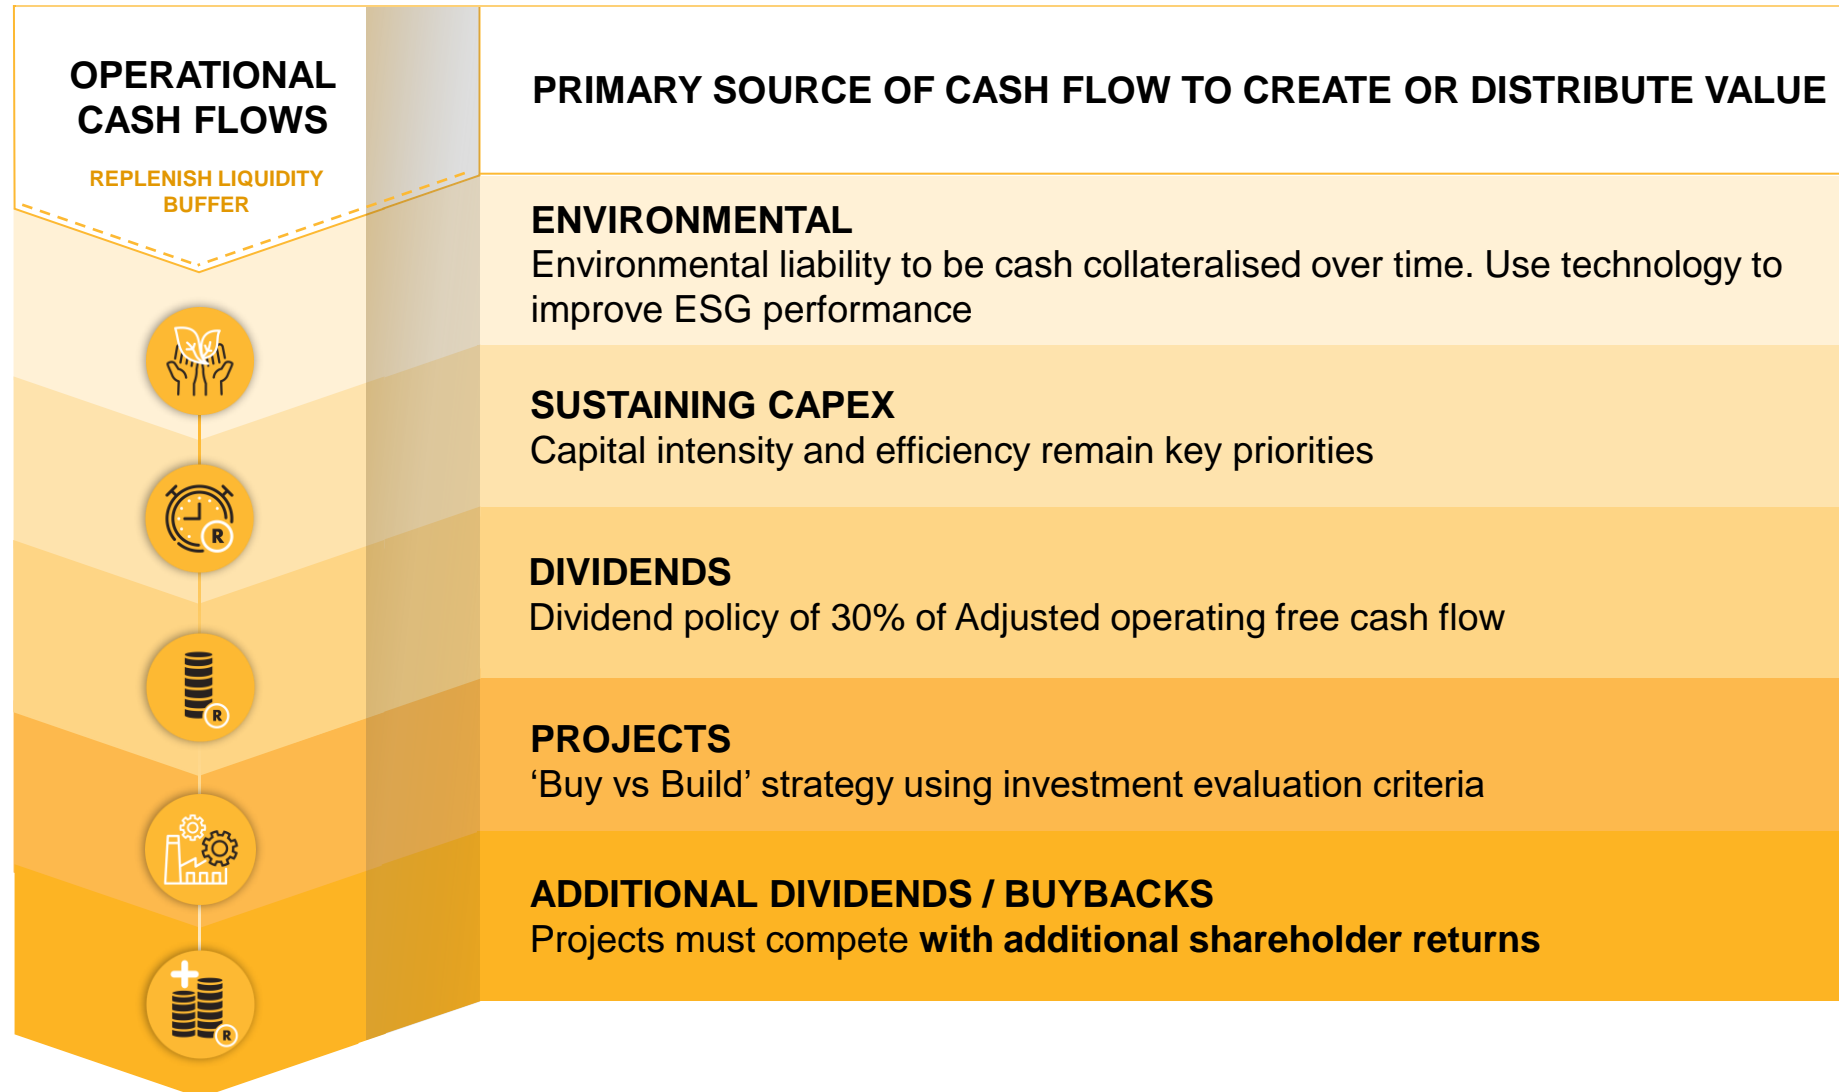 OPERATIONAL
CASH FLOWS
REPLENISH LIQUIDITY
BUFFER
PRIMARY SOURCE OF CASH FLOW TO CREATE OR DISTRIBUTE VALUE
ENVIRONMENTAL
Environmental liability to be cash collateralised over time. Use technology to
improve ESG performance
SUSTAINING CAPEX
Capital intensity and efficiency remain key priorities
R
DIVIDENDS
Dividend policy of 30% of Adjusted operating free cash flow
R
PROJECTS
‘Buy vs Build’ strategy using investment evaluation criteria
ADDITIONAL DIVIDENDS / BUYBACKS
Projects must compete with additional shareholder returns
R